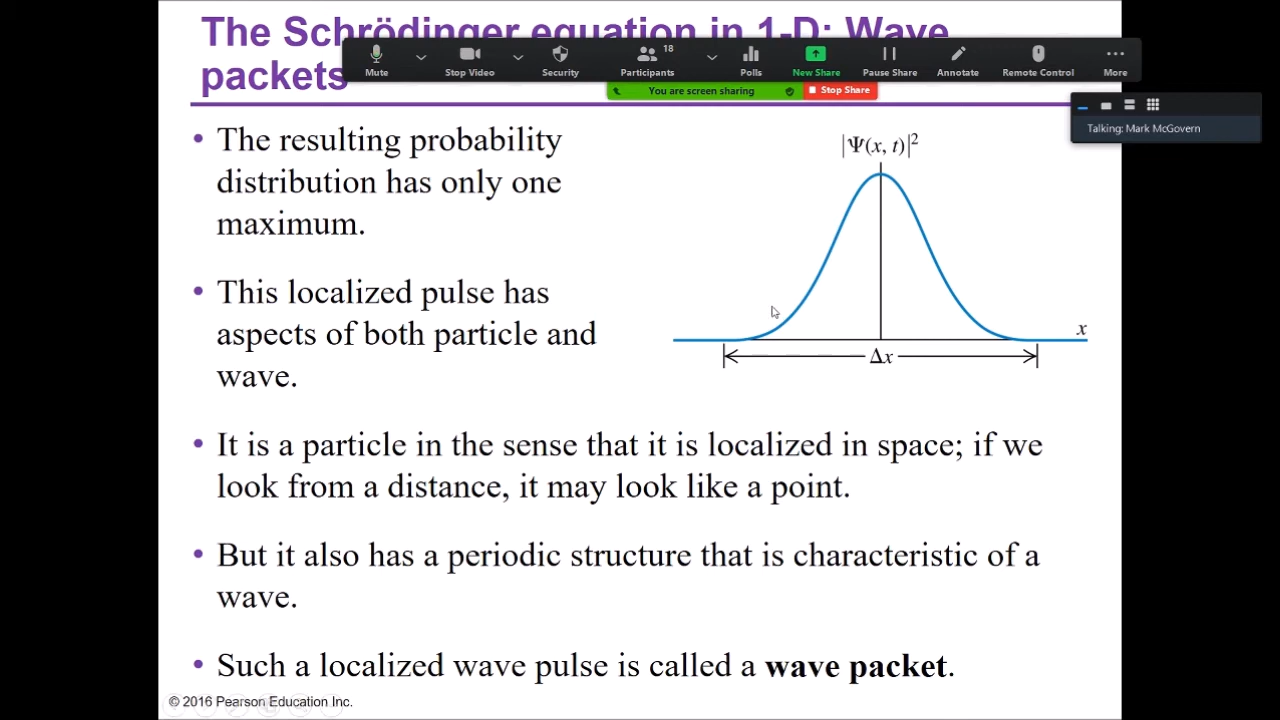 The Schrödinger equation in 1-D: Wave
packets
Mute
Stop Video
Security
18
Participants
Polls
New Share
Pause Share
Annotate
Remote Control
More
You are screen sharing
Stop Share
Talking: Mark McGovern
• The resulting probability
distribution has only one
maximum.
• This localized pulse has
aspects of both particle and
wave.
|Ψ(x, t)|²
x
Δx
• It is a particle in the sense that it is localized in space; if we
look from a distance, it may look like a point.
• But it also has a periodic structure that is characteristic of a
wave.
• Such a localized wave pulse is called a wave packet.
© 2016 Pearson Education Inc.